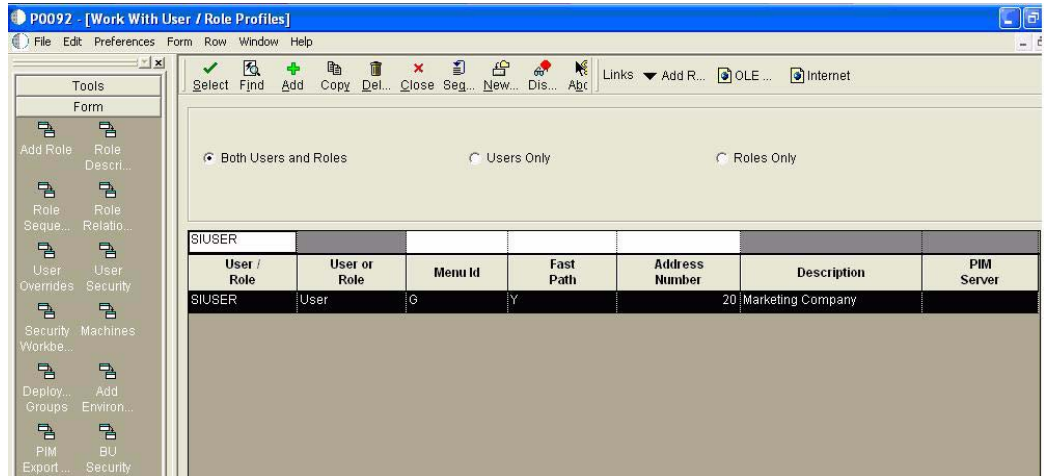 P0092 - [Work With User / Role Profiles]
File Edit Preferences Form Row Window Help
Select Find Add Copy Del... Close Seq... New... Dis... Abc Links Add R... OLE ... Internet
Tools
Form
Add Role
Role Descri...
Role Seque...
Role Relatio...
User Overrides
User Security
Security Workbe...
Machines
Deploy... Groups
Add Environ...
PIM Export ...
BU Security
Both Users and Roles Users Only Roles Only
SIUSER
User / Role User or Role Menu Id Fast Path Address Number Description PIM Server
SIUSER User G Y 20 Marketing Company